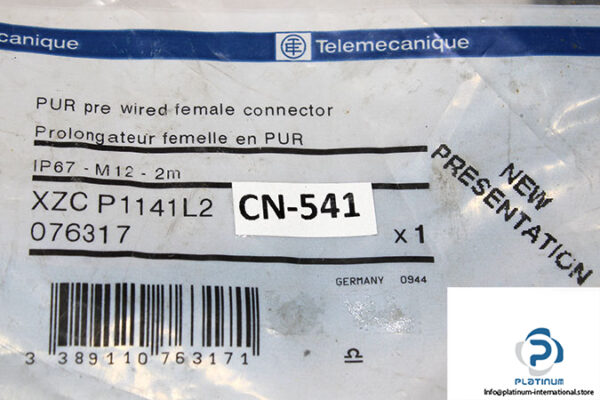 canique
Telemecanique
PUR pre wired female connector
Prolongateur femelle en PUR
IP67 - M12 - 2m
XZC P1141L2
076317
CN-541
x 1
NEW
PRESENTATION
GERMANY 0944
3 389110 763171
PLATINUM
info@platinum-international.store